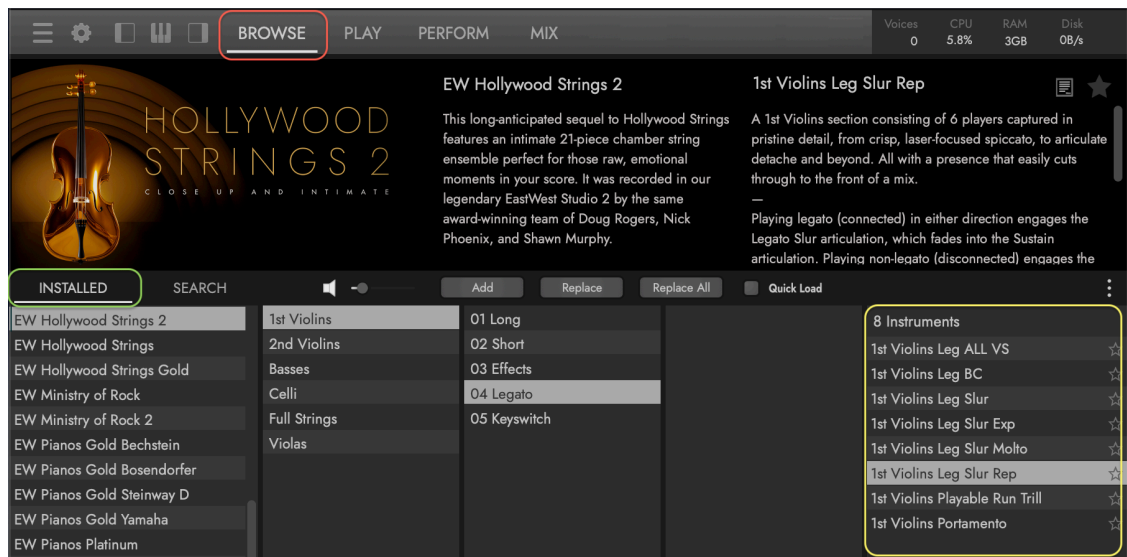 BROWSE PLAY PERFORM MIX
Voices CPU RAM Disk
0 5.8% 3GB 0B/s
HOLLYWOOD
STRINGS 2
CLOSE UP AND INTIMATE
EW Hollywood Strings 2
This long-anticipated sequel to Hollywood Strings
features an intimate 21-piece chamber string
ensemble perfect for those raw, emotional
moments in your score. It was recorded in our
legendary EastWest Studio 2 by the same
award-winning team of Doug Rogers, Nick
Phoenix, and Shawn Murphy.
1st Violins Leg Slur Rep
A 1st Violins section consisting of 6 players captured in
pristine detail, from crisp, laser-focused spiccato, to articulate
detache and beyond. All with a presence that easily cuts
through to the front of a mix.
—
Playing legato (connected) in either direction engages the
Legato Slur articulation, which fades into the Sustain
articulation. Playing non-legato (disconnected) engages the
INSTALLED SEARCH Add Replace Replace All Quick Load
EW Hollywood Strings 2
EW Hollywood Strings
EW Hollywood Strings Gold
EW Ministry of Rock
EW Ministry of Rock 2
EW Pianos Gold Bechstein
EW Pianos Gold Bosendorfer
EW Pianos Gold Steinway D
EW Pianos Gold Yamaha
EW Pianos Platinum
1st Violins
2nd Violins
Basses
Celli
Full Strings
Violas
01 Long
02 Short
03 Effects
04 Legato
05 Keyswitch
8 Instruments
1st Violins Leg ALL VS
1st Violins Leg BC
1st Violins Leg Slur
1st Violins Leg Slur Exp
1st Violins Leg Slur Molto
1st Violins Leg Slur Rep
1st Violins Playable Run Trill
1st Violins Portamento